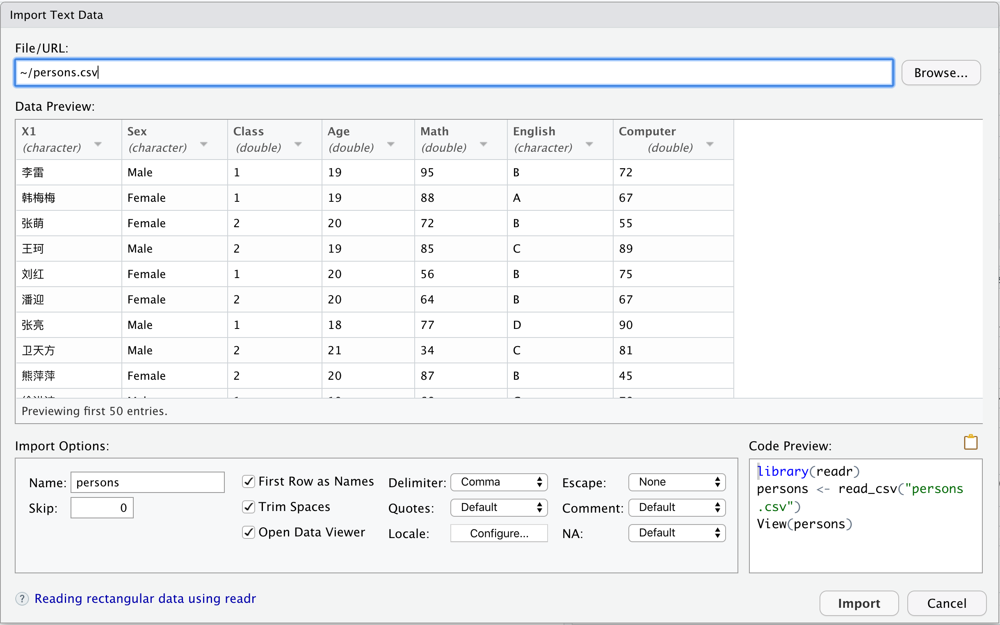 Import Text Data
File/URL:
~/persons.csv
Browse...
Data Preview:
X1 Sex Class Age Math English Computer
(character) (character) (double) (double) (double) (character) (double)
李雷 Male 1 19 95 B 72
韩梅梅 Female 1 19 88 A 67
张萌 Female 2 20 72 B 55
王珂 Male 2 19 85 C 89
刘红 Female 1 20 56 B 75
潘迎 Female 2 20 64 B 67
张亮 Male 1 18 77 D 90
卫天方 Male 2 21 34 C 81
熊萍萍 Female 2 20 87 B 45
Previewing first 50 entries.
Import Options:
Name: persons
Skip: 0
First Row as Names
Trim Spaces
Open Data Viewer
Delimiter: Comma
Quotes: Default
Locale: Configure...
Escape: None
Comment: Default
NA: Default
Code Preview:
library(readr)
persons <- read_csv("persons
.csv")
View(persons)
? Reading rectangular data using readr
Import
Cancel